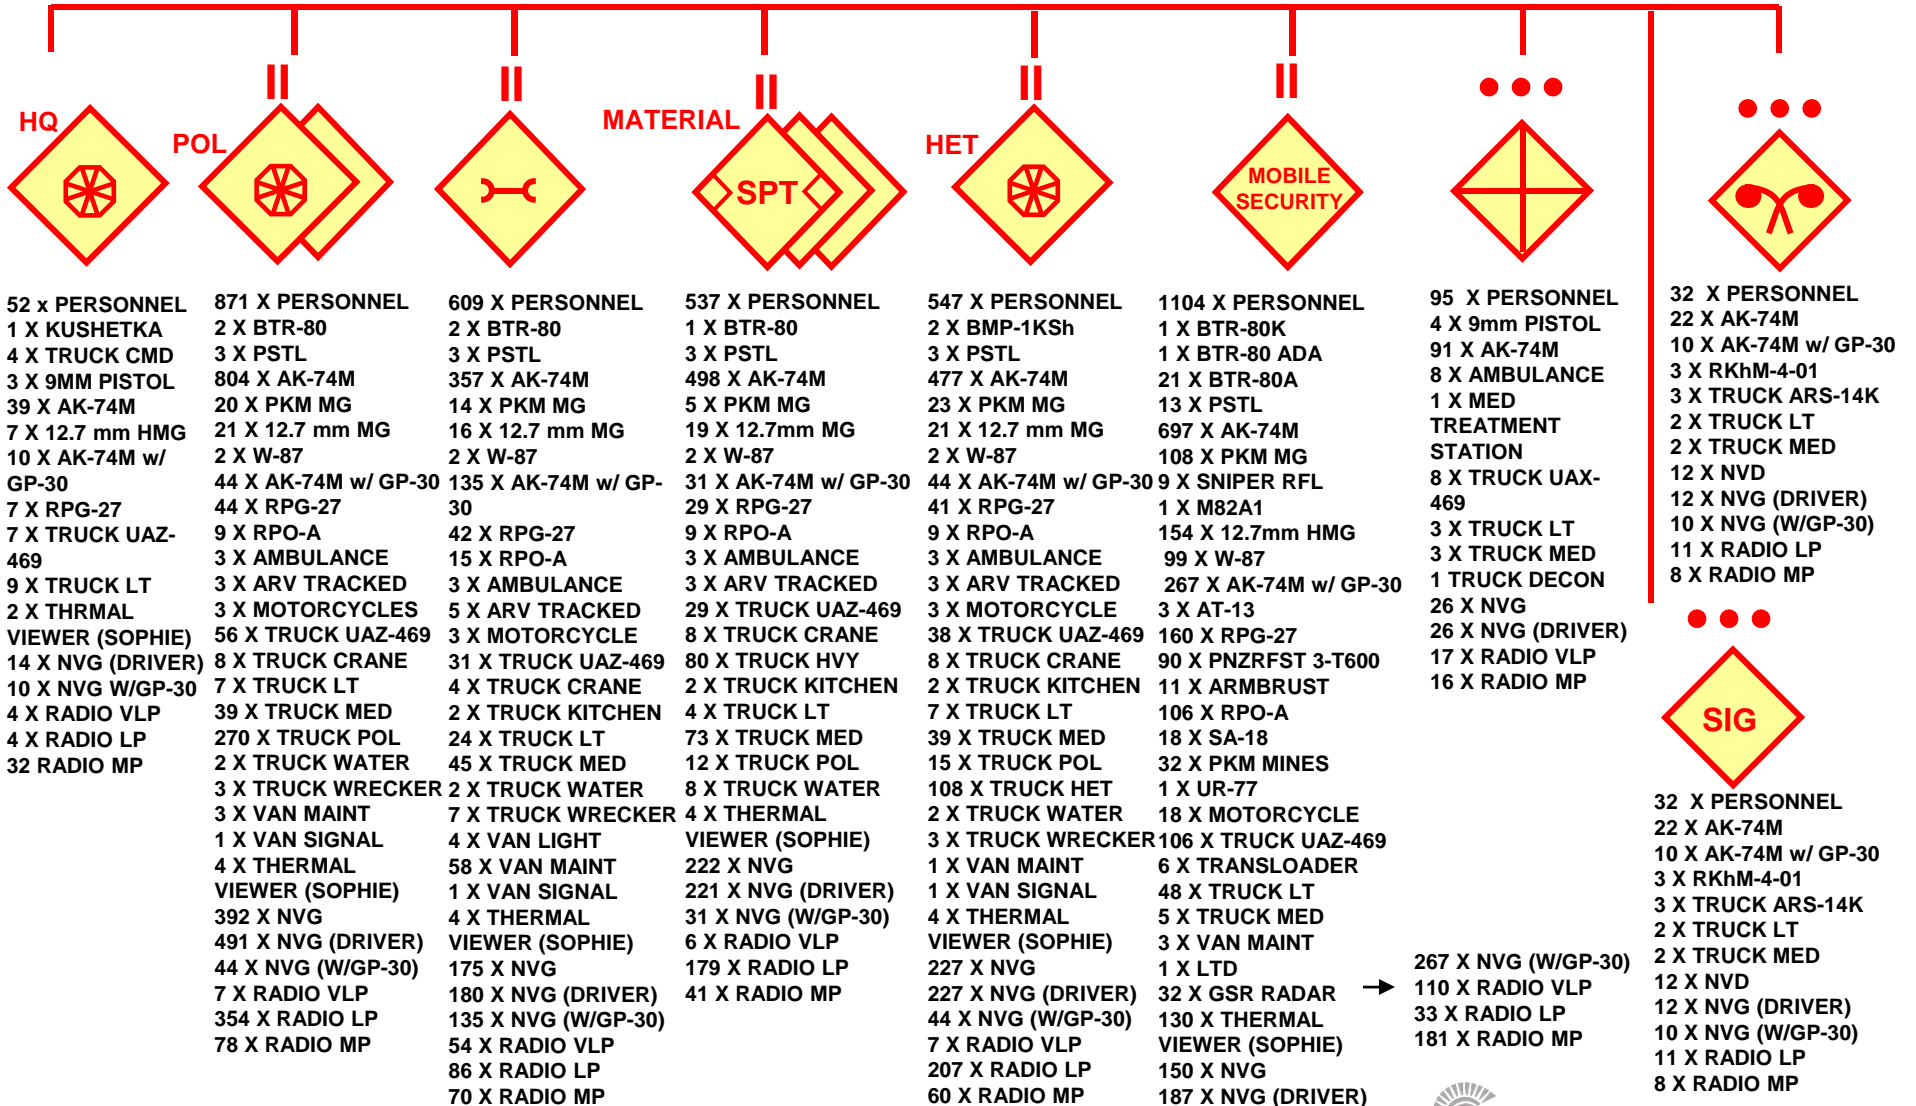 HQ
52 x PERSONNEL
1 X KUSHETKA
4 X TRUCK CMD
3 X 9MM PISTOL
39 X AK-74M
7 X 12.7 mm HMG
10 X AK-74M w/
GP-30
7 X RPG-27
7 X TRUCK UAZ-
469
9 X TRUCK LT
2 X THRMAL
VIEWER (SOPHIE)
14 X NVG (DRIVER)
10 X NVG W/GP-30
4 X RADIO VLP
4 X RADIO LP
32 RADIO MP
POL
871 X PERSONNEL
2 X BTR-80
3 X PSTL
804 X AK-74M
20 X PKM MG
21 X 12.7 mm MG
2 X W-87
44 X AK-74M w/ GP-30
44 X RPG-27
9 X RPO-A
3 X AMBULANCE
3 X ARV TRACKED
3 X MOTORCYCLES
56 X TRUCK UAZ-469
8 X TRUCK CRANE
7 X TRUCK LT
39 X TRUCK MED
270 X TRUCK POL
2 X TRUCK WATER
3 X TRUCK WRECKER
3 X VAN MAINT
1 X VAN SIGNAL
4 X THERMAL
VIEWER (SOPHIE)
392 X NVG
491 X NVG (DRIVER)
44 X NVG (W/GP-30)
7 X RADIO VLP
354 X RADIO LP
78 X RADIO MP
609 X PERSONNEL
2 X BTR-80
3 X PSTL
357 X AK-74M
14 X PKM MG
16 X 12.7 mm MG
2 X W-87
135 X AK-74M w/ GP-
30
42 X RPG-27
15 X RPO-A
3 X AMBULANCE
5 X ARV TRACKED
3 X MOTORCYCLE
31 X TRUCK UAZ-469
4 X TRUCK CRANE
2 X TRUCK KITCHEN
24 X TRUCK LT
45 X TRUCK MED
2 X TRUCK WATER
7 X TRUCK WRECKER
4 X VAN LIGHT
58 X VAN MAINT
1 X VAN SIGNAL
4 X THERMAL
VIEWER (SOPHIE)
175 X NVG
180 X NVG (DRIVER)
135 X NVG (W/GP-30)
54 X RADIO VLP
86 X RADIO LP
70 X RADIO MP
MATERIAL
SPT
537 X PERSONNEL
1 X BTR-80
3 X PSTL
498 X AK-74M
5 X PKM MG
19 X 12.7mm MG
2 X W-87
31 X AK-74M w/ GP-30
29 X RPG-27
9 X RPO-A
3 X AMBULANCE
3 X ARV TRACKED
29 X TRUCK UAZ-469
8 X TRUCK CRANE
80 X TRUCK HVY
2 X TRUCK KITCHEN
4 X TRUCK LT
73 X TRUCK MED
12 X TRUCK POL
8 X TRUCK WATER
4 X THERMAL
VIEWER (SOPHIE)
222 X NVG
221 X NVG (DRIVER)
31 X NVG (W/GP-30)
6 X RADIO VLP
179 X RADIO LP
41 X RADIO MP
HET
547 X PERSONNEL
2 X BMP-1KSh
3 X PSTL
477 X AK-74M
23 X PKM MG
21 X 12.7 mm MG
2 X W-87
44 X AK-74M w/ GP-30
41 X RPG-27
9 X RPO-A
3 X AMBULANCE
3 X ARV TRACKED
3 X MOTORCYCLE
38 X TRUCK UAZ-469
8 X TRUCK CRANE
2 X TRUCK KITCHEN
7 X TRUCK LT
39 X TRUCK MED
15 X TRUCK POL
108 X TRUCK HET
2 X TRUCK WATER
3 X TRUCK WRECKER
1 X VAN MAINT
1 X VAN SIGNAL
4 X THERMAL
VIEWER (SOPHIE)
227 X NVG
227 X NVG (DRIVER)
44 X NVG (W/GP-30)
7 X RADIO VLP
207 X RADIO LP
60 X RADIO MP
MOBILE
SECURITY
1104 X PERSONNEL
1 X BTR-80K
1 X BTR-80 ADA
21 X BTR-80A
13 X PSTL
697 X AK-74M
108 X PKM MG
9 X SNIPER RFL
1 X M82A1
154 X 12.7mm HMG
99 X W-87
267 X AK-74M w/ GP-30
3 X AT-13
160 X RPG-27
90 X PNZRFST 3-T600
11 X ARMBRUST
106 X RPO-A
18 X SA-18
32 X PKM MINES
1 X UR-77
18 X MOTORCYCLE
106 X TRUCK UAZ-469
6 X TRANSLOADER
48 X TRUCK LT
5 X TRUCK MED
3 X VAN MAINT
1 X LTD
32 X GSR RADAR
130 X THERMAL
VIEWER (SOPHIE)
150 X NVG
187 X NVG (DRIVER)
267 X NVG (W/GP-30)
110 X RADIO VLP
33 X RADIO LP
181 X RADIO MP
95 X PERSONNEL
4 X 9mm PISTOL
91 X AK-74M
8 X AMBULANCE
1 X MED
TREATMENT
STATION
8 X TRUCK UAX-
469
3 X TRUCK LT
3 X TRUCK MED
1 TRUCK DECON
26 X NVG
26 X NVG (DRIVER)
17 X RADIO VLP
16 X RADIO MP
32 X PERSONNEL
22 X AK-74M
10 X AK-74M w/ GP-30
3 X RKhM-4-01
3 X TRUCK ARS-14K
2 X TRUCK LT
2 X TRUCK MED
12 X NVD
12 X NVG (DRIVER)
10 X NVG (W/GP-30)
11 X RADIO LP
8 X RADIO MP
SIG
32 X PERSONNEL
22 X AK-74M
10 X AK-74M w/ GP-30
3 X RKhM-4-01
3 X TRUCK ARS-14K
2 X TRUCK LT
2 X TRUCK MED
12 X NVD
12 X NVG (DRIVER)
10 X NVG (W/GP-30)
11 X RADIO LP
8 X RADIO MP